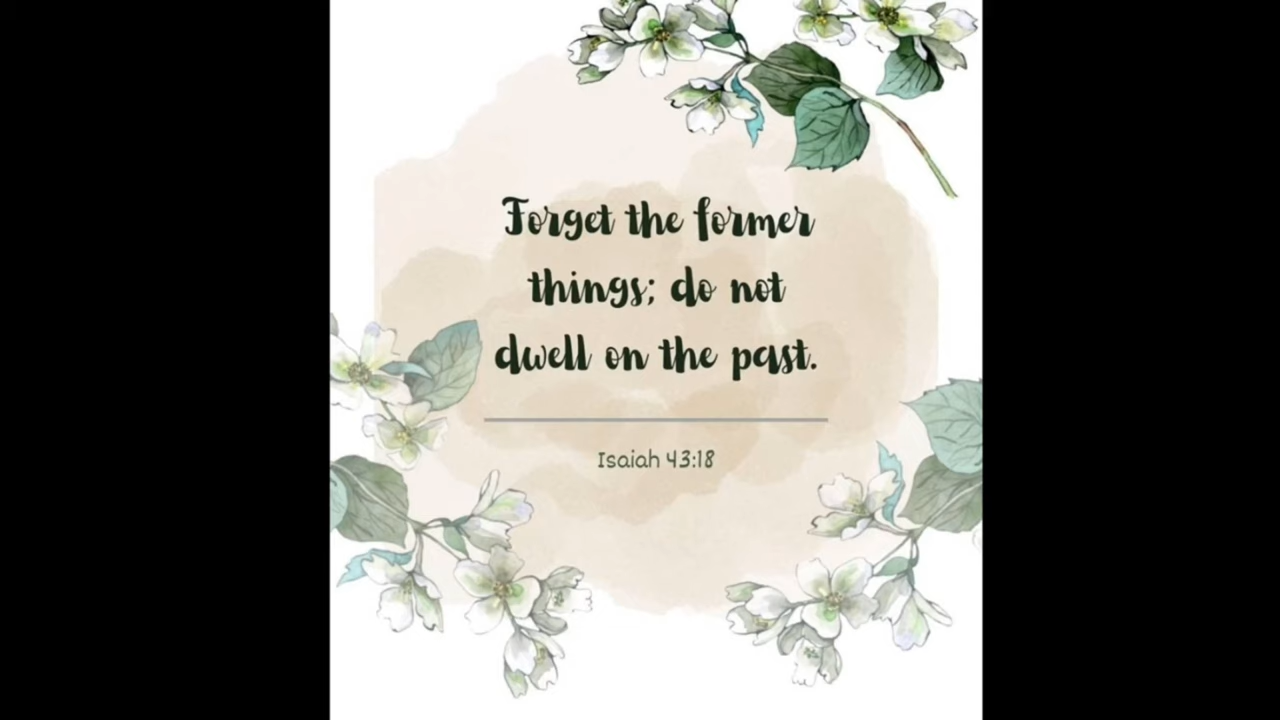 Forget the former
things; do not
dwell on the past.
Isaiah 43:18